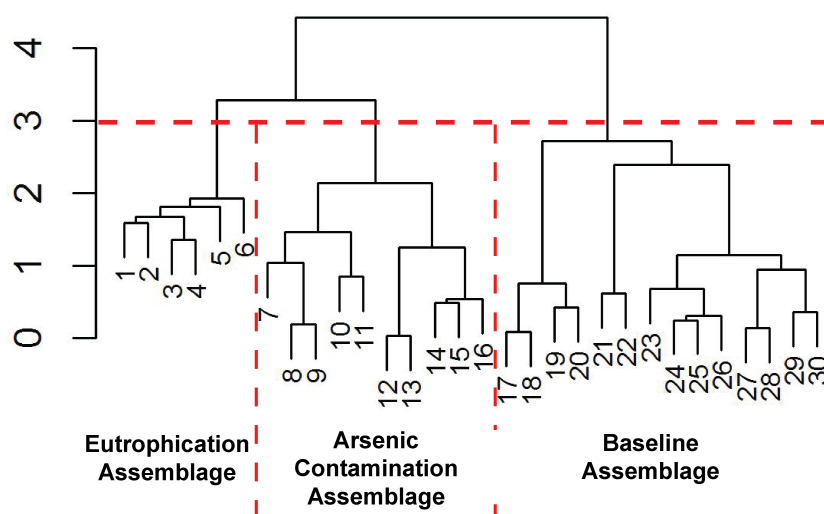 4
3
2
1
0
1 2 3 4 5 6 7 8 9 10 11 12 13 14 15 16 17 18 19 20 21 22 23 24 25 26 27 28 29 30
Eutrophication
Assemblage
Arsenic
Contamination
Assemblage
Baseline
Assemblage